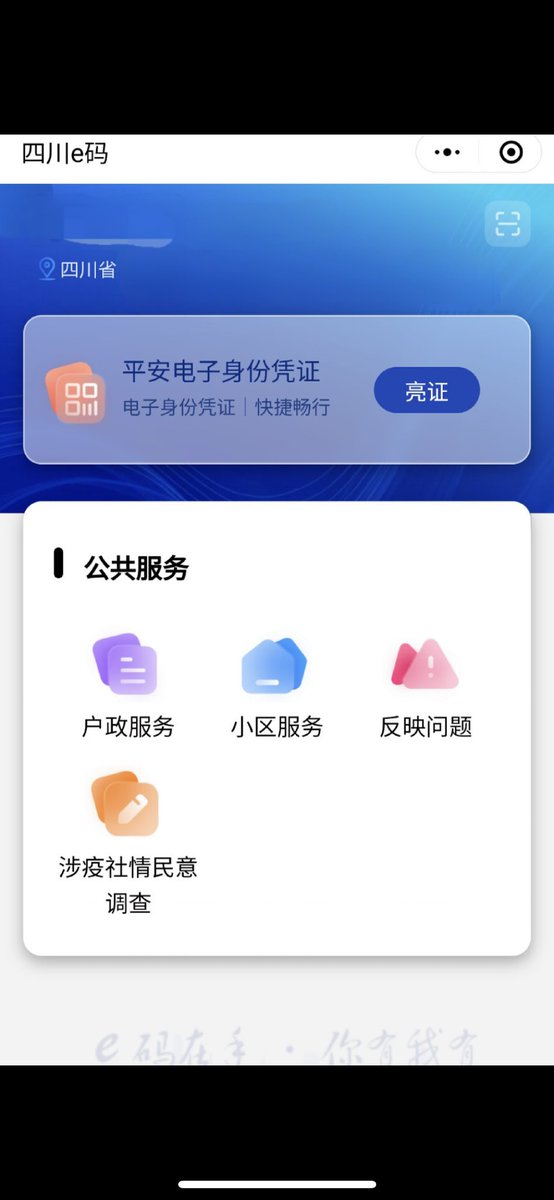 四川e码
四川省
平安电子身份凭证
电子身份凭证｜快捷畅行
亮证
公共服务
户政服务
小区服务
反映问题
涉疫社情民意
调查
e码在手·你有我有